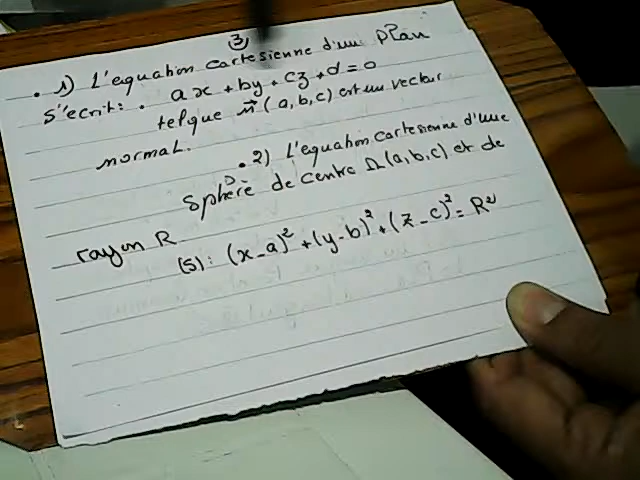 3
. 1) L'equation cartesienne d'un plan
s'ecrit: . ax + by + cz + d = 0
telque n⃗ (a, b, c) est un vecteur
normal.
. 2) L'equation cartesienne d'une
sphère de centre Ω(a, b, c) et de
rayon R
(S): (x - a)² + (y - b)² + (z - c)² = R²